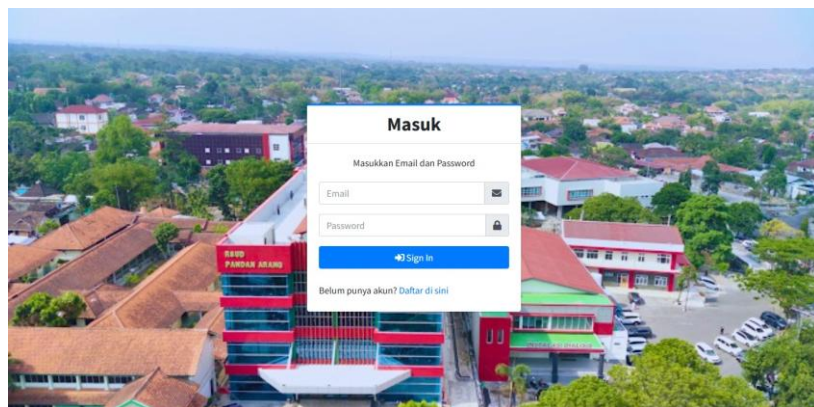 Masuk
Masukkan Email dan Password
Email
Password
Sign In
Belum punya akun? Daftar di sini
RSUD
PANDAN ARANG